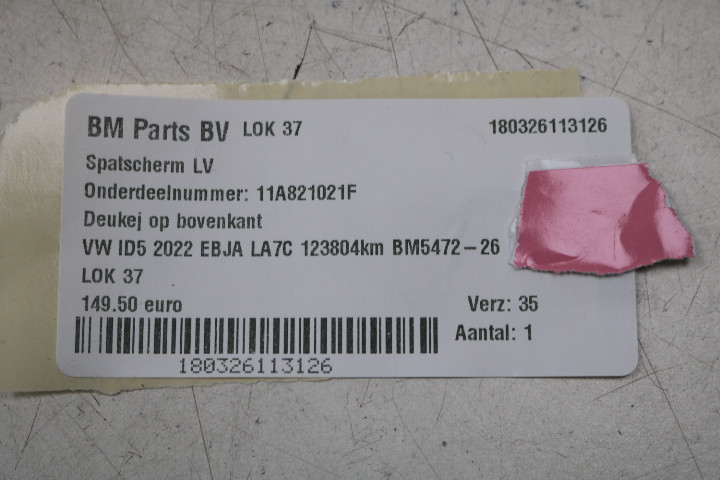 BM Parts BV LOK 37 180326113126
Spatscherm LV
Onderdeelnummer: 11A821021F
Deukej op bovenkant
VW ID5 2022 EBJA LA7C 123804km BM5472-26
LOK 37
149.50 euro Verz: 35
Aantal: 1
180326113126